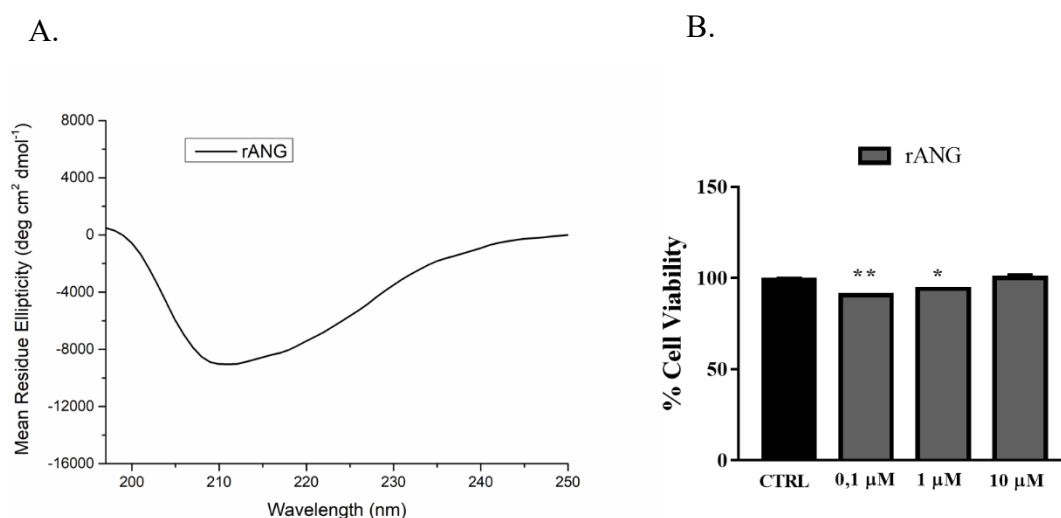 A.
B.
8000
4000
0
-4000
-8000
-12000
-16000
Mean Residue Ellipticity (deg cm² dmol⁻¹)
rANG
200 210 220 230 240 250
Wavelength (nm)
rANG
150
100
50
0
% Cell Viability
** *
CTRL 0,1 μM 1 μM 10 μM